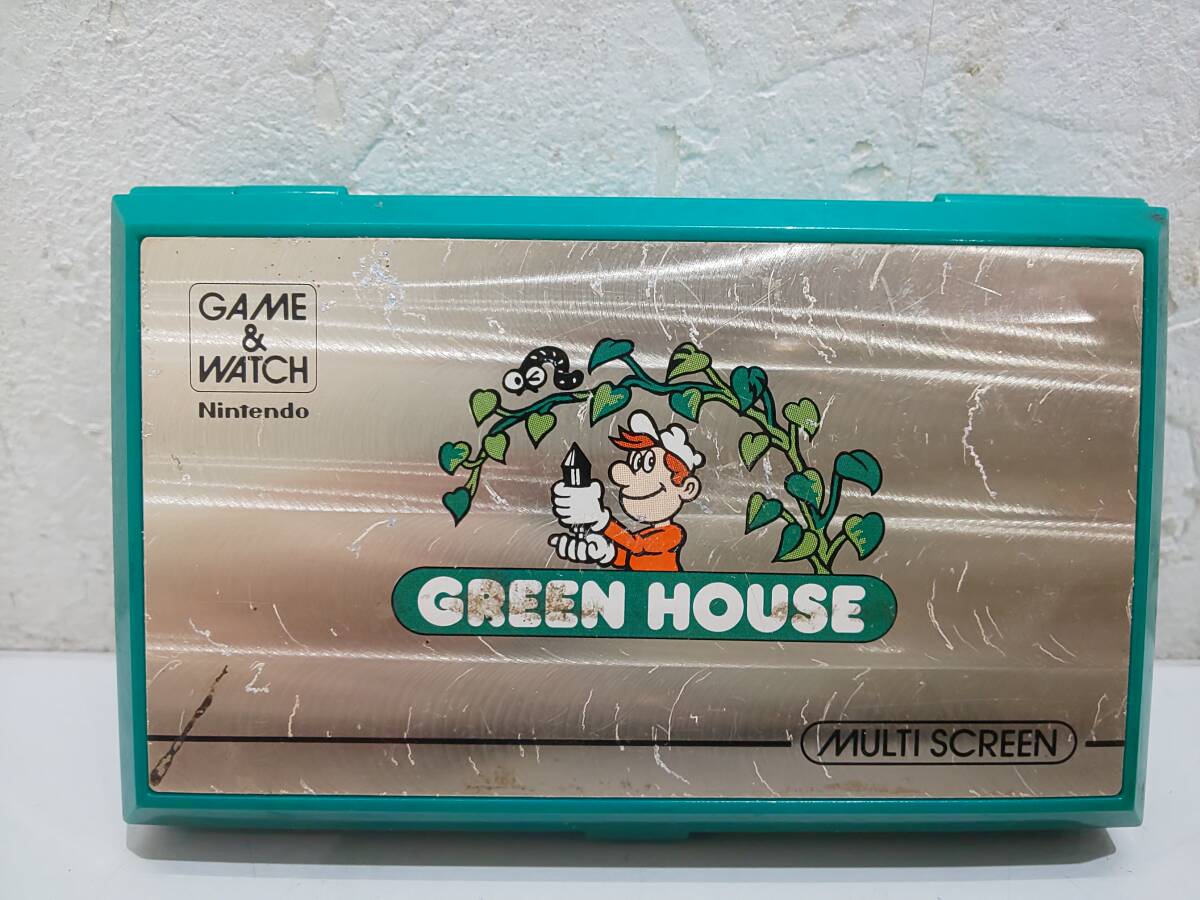 GAME
&
WATCH
Nintendo
GREEN HOUSE
MULTI SCREEN